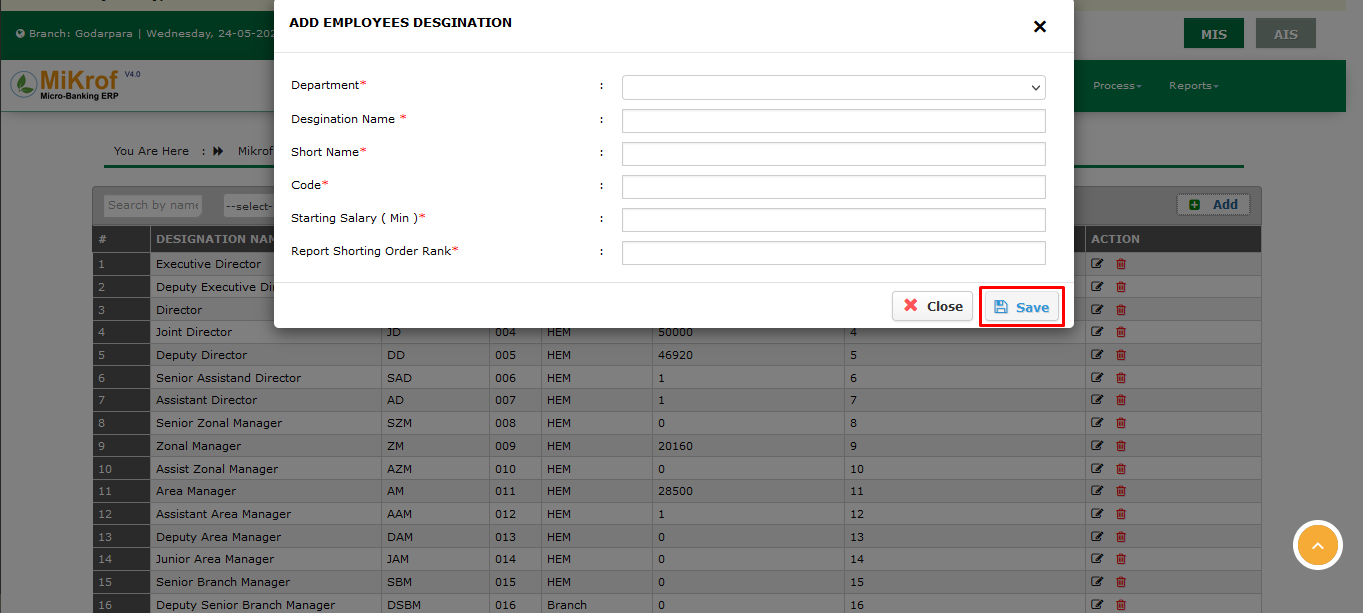 ADD EMPLOYEES DESGINATION
Branch: Godarpara | Wednesday, 24-05-202
MIS AIS
MiKrof V4.0
Micro-Banking ERP
Process Reports
Department* :
Desgination Name * :
Short Name* :
Code* :
Starting Salary ( Min )* :
Report Shorting Order Rank* :
Close Save
You Are Here : Mikrof
Search by name --select- Add
# DESIGNATION NAM ACTION
1 Executive Director
2 Deputy Executive Di
3 Director
4 Joint Director JD 004 HEM 50000 4
5 Deputy Director DD 005 HEM 46920 5
6 Senior Assistand Director SAD 006 HEM 1 6
7 Assistant Director AD 007 HEM 1 7
8 Senior Zonal Manager SZM 008 HEM 0 8
9 Zonal Manager ZM 009 HEM 20160 9
10 Assist Zonal Manager AZM 010 HEM 0 10
11 Area Manager AM 011 HEM 28500 11
12 Assistant Area Manager AAM 012 HEM 1 12
13 Deputy Area Manager DAM 013 HEM 0 13
14 Junior Area Manager JAM 014 HEM 0 14
15 Senior Branch Manager SBM 015 HEM 0 15
16 Deputy Senior Branch Manager DSBM 016 Branch 0 16